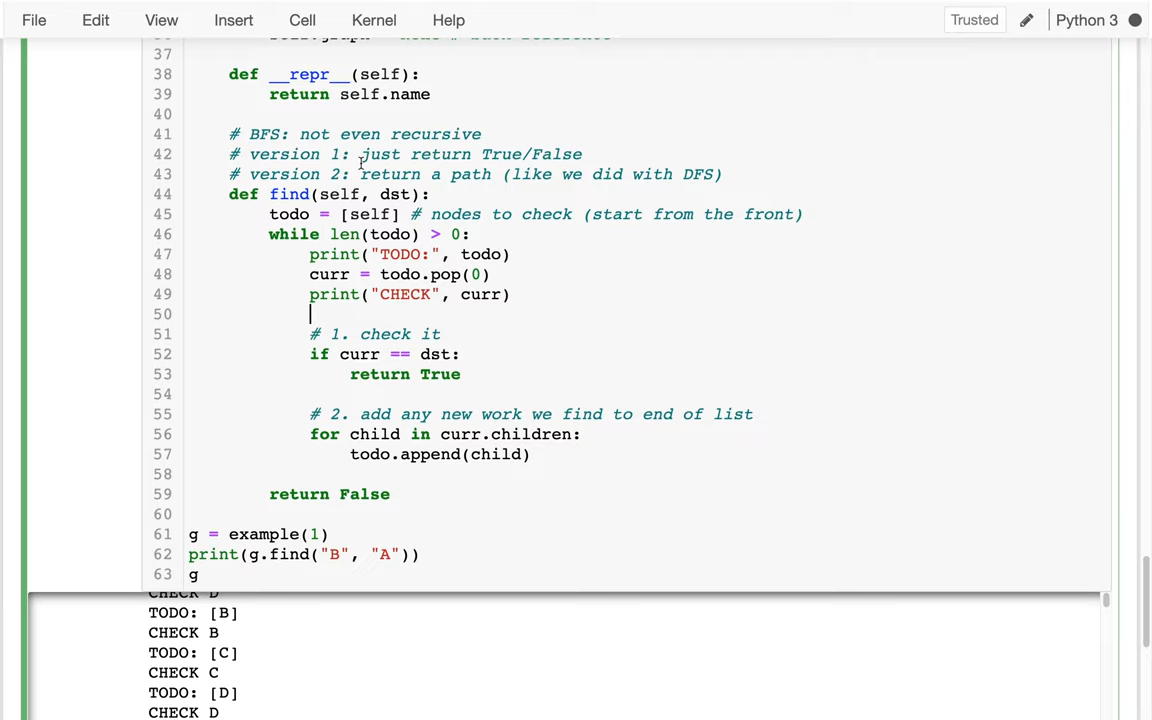 File Edit View Insert Cell Kernel Help Trusted Python 3
37
38 def __repr__(self):
39 return self.name
40
41 # BFS: not even recursive
42 # version 1: just return True/False
43 # version 2: return a path (like we did with DFS)
44 def find(self, dst):
45 todo = [self] # nodes to check (start from the front)
46 while len(todo) > 0:
47 print("TODO:", todo)
48 curr = todo.pop(0)
49 print("CHECK", curr)
50
51 # 1. check it
52 if curr == dst:
53 return True
54
55 # 2. add any new work we find to end of list
56 for child in curr.children:
57 todo.append(child)
58
59 return False
60
61 g = example(1)
62 print(g.find("B", "A"))
63 g
CHECK D
TODO: [B]
CHECK B
TODO: [C]
CHECK C
TODO: [D]
CHECK D